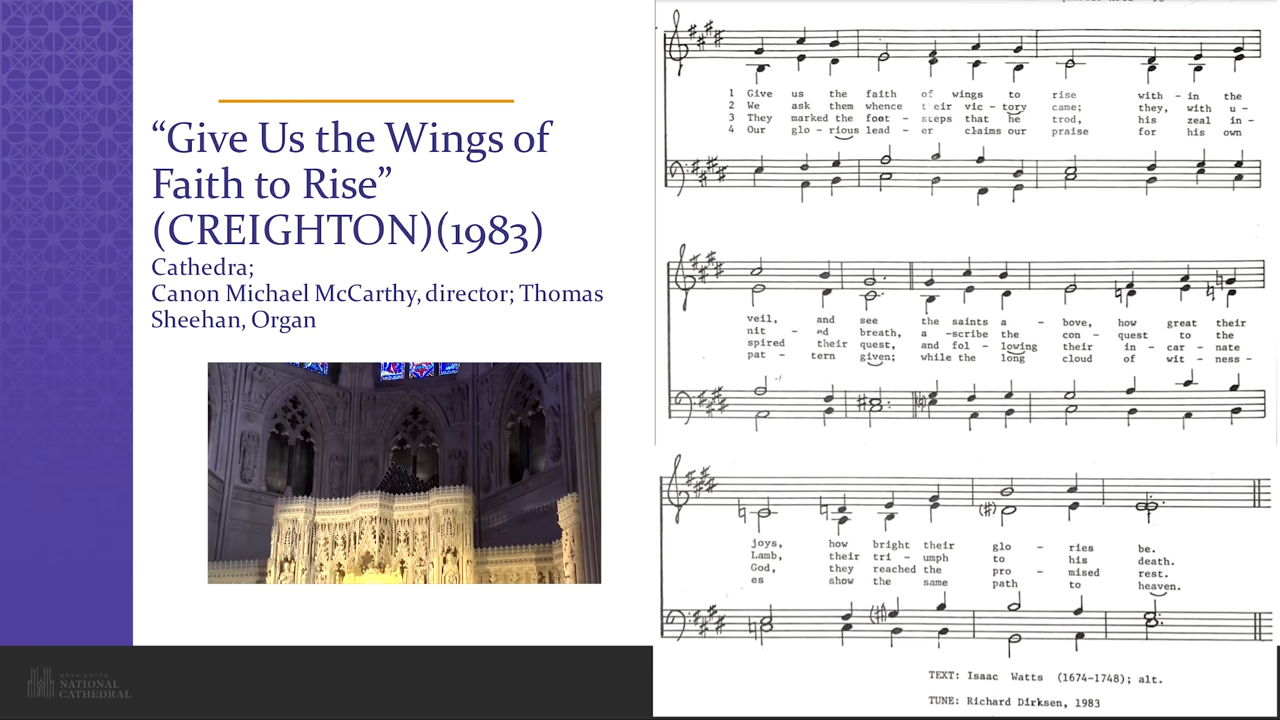 “Give Us the Wings of
Faith to Rise”
(CREIGHTON)(1983)
Cathedra;
Canon Michael McCarthy, director; Thomas
Sheehan, Organ
NATIONAL
CATHEDRAL
1 Give us the faith of wings to rise with - in the
2 We ask them whence eir vic - tory came; they, with u -
3 They marked the foot - steps that he trod, his zeal in -
4 Our glo - rious lead - er claims our praise for his own
veil, and see the saints a - bove, how great their
nit - ed breath, a - scribe the con - quest to the
spired their quest, and fol - lowing their in - car - nate
pat - tern given; while the long cloud of wit - ness -
joys, how bright their glo - ries be.
Lamb, their tri - umph to his death.
God, they reached the pro - mised rest.
es show the same path to heaven.
TEXT: Isaac Watts (1674-1748); alt.
TUNE: Richard Dirksen, 1983